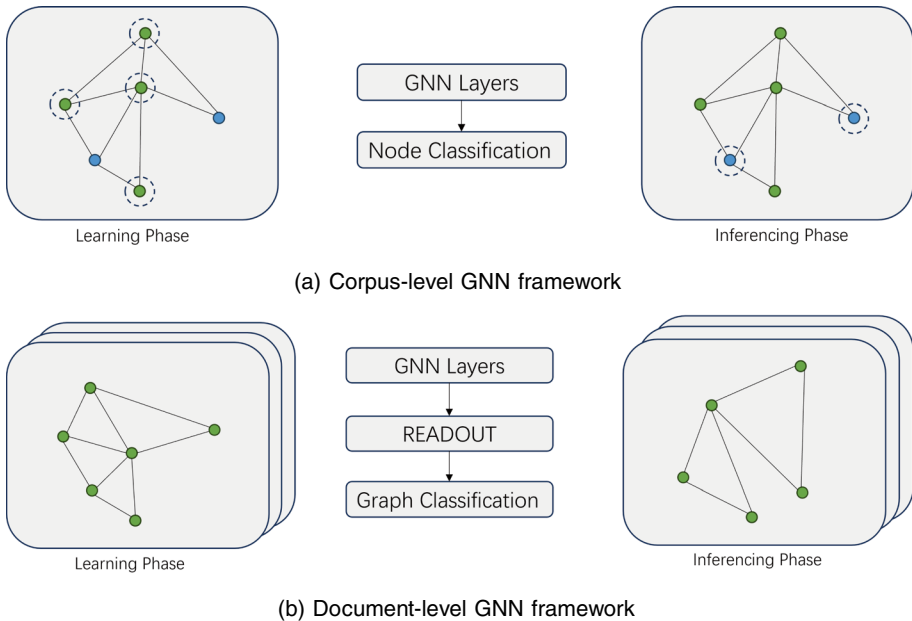 GNN Layers
Node Classification
Learning Phase
Inferencing Phase
(a) Corpus-level GNN framework
GNN Layers
READOUT
Graph Classification
Learning Phase
Inferencing Phase
(b) Document-level GNN framework